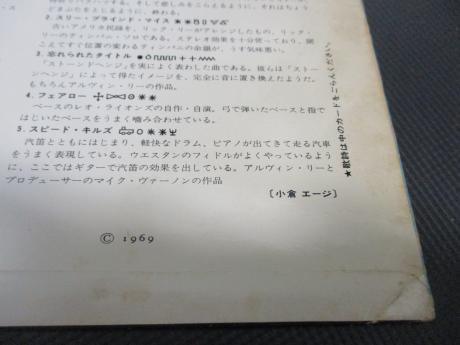 2. スリー・ブラインド・マイス
古いアメリカ民謡を、リック・リーがアレンジしたもの、リック・
リーのティンパン・ソロである。ステレオ効果を十分使っており、聞
こえてすぐ位置の変わるティンパニの余韻が、うす気味悪い。
3. 忘れられたタイトル
『ストーンドヘンジ』を実によく表わした曲である。彼らは『ストー
ンヘンジ』によって得たイメージを、完全に音に置き換えたようだ。
もちろんアルヴィン・リーの作品。
4. フェアロー
ベースのレオ・ライオンズの自作・自演。弓で弾いたベースと指で
はじいたベースをうまく噛み合わせている。
5. スピード・キルズ
汽笛とともにはじまり、軽快なドラム、ピアノが出てきて走る汽車
をうまく表現している。ウエスタンのフィドルがよくやっているよう
に、ここではギターで汽笛の効果を出している。アルヴィン・リーと
プロデューサーのマイク・ヴァーノンの作品
〔小倉 エージ〕
© 1969
★歌詩は中のカードをごらんください。